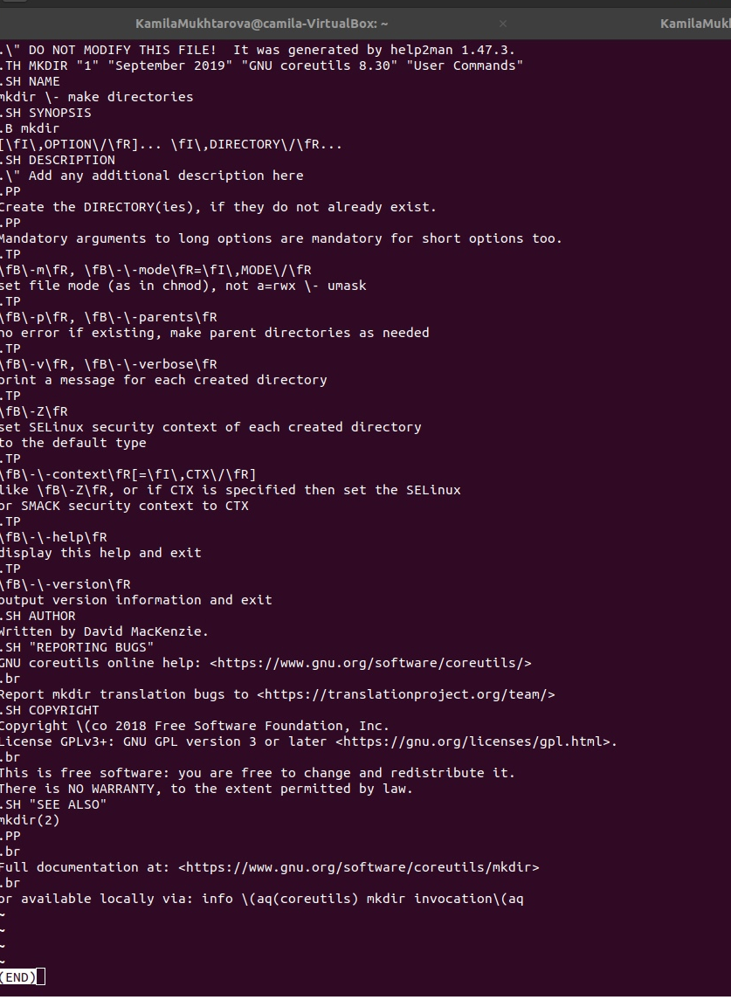 KamilaMukhtarova@camila-VirtualBox: ~ × KamilaMukl
.\" DO NOT MODIFY THIS FILE!  It was generated by help2man 1.47.3.
.TH MKDIR "1" "September 2019" "GNU coreutils 8.30" "User Commands"
.SH NAME
mkdir \- make directories
.SH SYNOPSIS
.B mkdir
[\fI\,OPTION\/\fR]... \fI\,DIRECTORY\/\fR...
.SH DESCRIPTION
.\" Add any additional description here
.PP
Create the DIRECTORY(ies), if they do not already exist.
.PP
Mandatory arguments to long options are mandatory for short options too.
.TP
\fB\-m\fR, \fB\-\-mode\fR=\fI\,MODE\/\fR
set file mode (as in chmod), not a=rwx \- umask
.TP
\fB\-p\fR, \fB\-\-parents\fR
no error if existing, make parent directories as needed
.TP
\fB\-v\fR, \fB\-\-verbose\fR
print a message for each created directory
.TP
\fB\-Z\fR
set SELinux security context of each created directory
to the default type
.TP
\fB\-\-context\fR[=\fI\,CTX\/\fR]
like \fB\-Z\fR, or if CTX is specified then set the SELinux
or SMACK security context to CTX
.TP
\fB\-\-help\fR
display this help and exit
.TP
\fB\-\-version\fR
output version information and exit
.SH AUTHOR
Written by David MacKenzie.
.SH "REPORTING BUGS"
GNU coreutils online help: <https://www.gnu.org/software/coreutils/>
.br
Report mkdir translation bugs to <https://translationproject.org/team/>
.SH COPYRIGHT
Copyright \(co 2018 Free Software Foundation, Inc.
License GPLv3+: GNU GPL version 3 or later <https://gnu.org/licenses/gpl.html>.
.br
This is free software: you are free to change and redistribute it.
There is NO WARRANTY, to the extent permitted by law.
.SH "SEE ALSO"
mkdir(2)
.PP
.br
Full documentation at: <https://www.gnu.org/software/coreutils/mkdir>
.br
or available locally via: info \(aq(coreutils) mkdir invocation\(aq
~
~
~
~
(END)